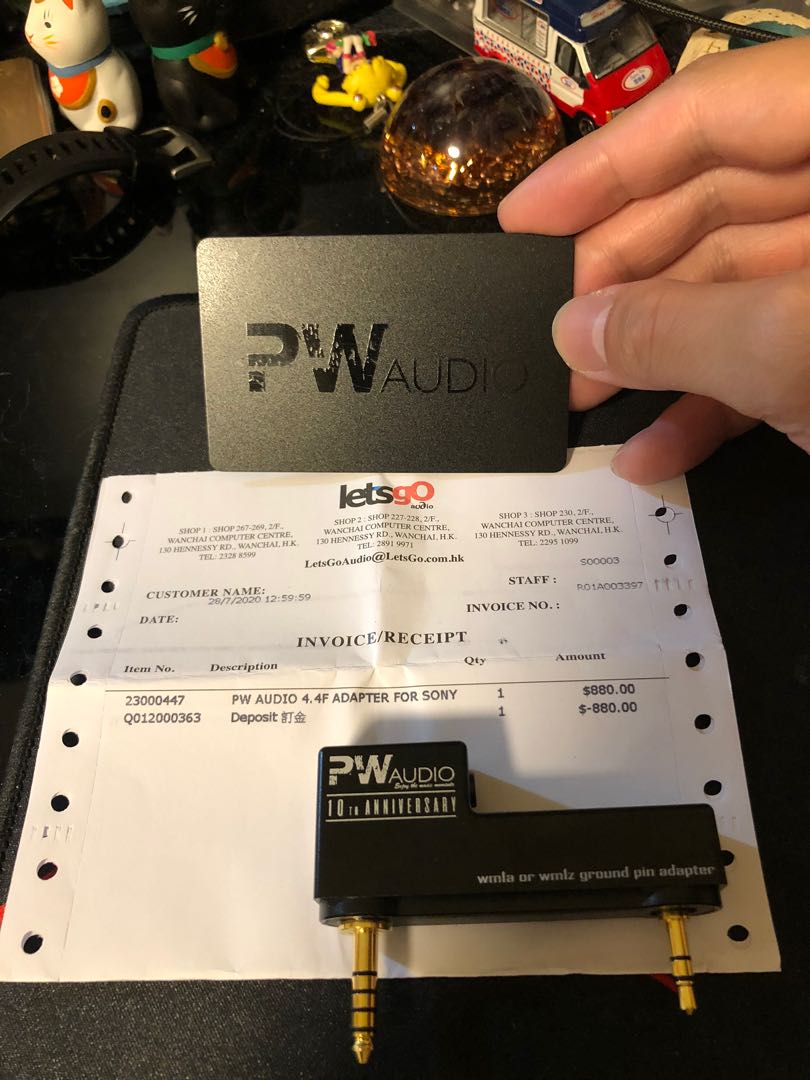 PW AUDIO
letsgo
audio
SHOP 1 : SHOP 267-269, 2/F.,
WANCHAI COMPUTER CENTRE,
130 HENNESSY RD., WANCHAI, H.K.
TEL: 2328 8599
SHOP 2 : SHOP 227-228, 2/F.,
WANCHAI COMPUTER CENTRE,
130 HENNESSY RD., WANCHAI, H.K.
TEL: 2891 9971
SHOP 3 : SHOP 230, 2/F.,
WANCHAI COMPUTER CENTRE,
130 HENNESSY RD., WANCHAI, H.K.
TEL: 2295 1099
LetsGoAudio@LetsGo.com.hk
S00003
CUSTOMER NAME:
STAFF :
R01A003397
28/7/2020 12:59:59
DATE:
INVOICE NO. :
INVOICE/RECEIPT
Item No. Description Qty Amount
23000447 PW AUDIO 4.4F ADAPTER FOR SONY 1 $880.00
Q012000363 Deposit 訂金 1 $-880.00
PW AUDIO
Enjoy the music moments
10TH ANNIVERSARY
wm1a or wm1z ground pin adapter